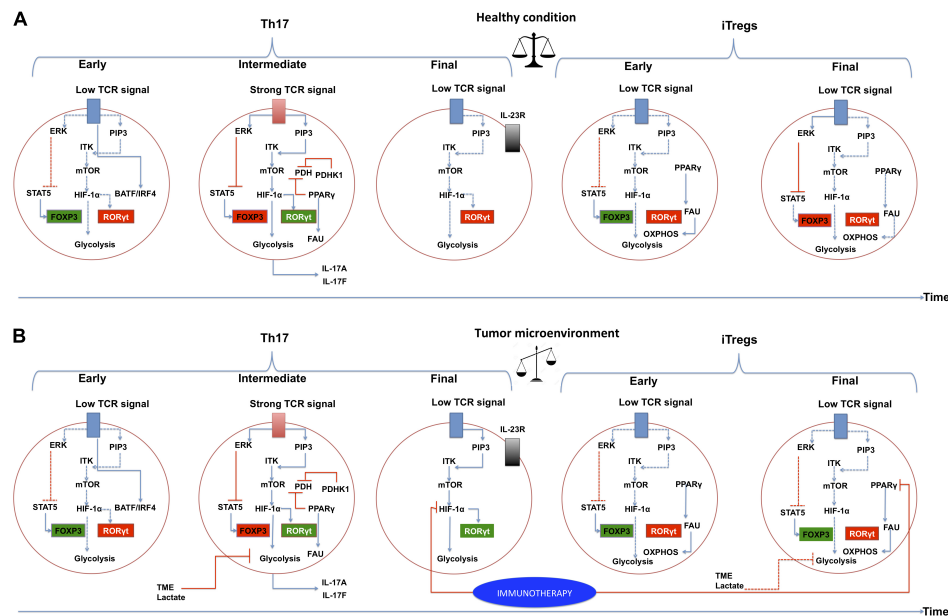 A
Healthy condition
Th17
iTregs
Early
Intermediate
Final
Early
Final
Low TCR signal
Strong TCR signal
Low TCR signal
Low TCR signal
Low TCR signal
ERK
PIP3
ITK
mTOR
HIF-1α
STAT5
BATF/IRF4
FOXP3
RORγt
Glycolysis
ERK
PIP3
ITK
mTOR
PDH
PDHK1
HIF-1α
STAT5
PPARγ
FOXP3
RORγt
Glycolysis
FAU
IL-17A
IL-17F
IL-23R
PIP3
ITK
mTOR
HIF-1α
RORγt
Glycolysis
ERK
PIP3
ITK
PPARγ
mTOR
STAT5
HIF-1α
FOXP3
RORγt
FAU
OXPHOS
Glycolysis
ERK
PIP3
ITK
PPARγ
mTOR
STAT5
HIF-1α
FOXP3
RORγt
FAU
OXPHOS
Glycolysis
Time
B
Tumor microenvironment
Th17
iTregs
Early
Intermediate
Final
Early
Final
Low TCR signal
Strong TCR signal
Low TCR signal
Low TCR signal
Low TCR signal
ERK
PIP3
ITK
mTOR
HIF-1α
STAT5
BATF/IRF4
FOXP3
RORγt
Glycolysis
ERK
PIP3
ITK
mTOR
PDH
PDHK1
HIF-1α
STAT5
PPARγ
FOXP3
RORγt
Glycolysis
FAU
TME
Lactate
IL-17A
IL-17F
IL-23R
PIP3
ITK
mTOR
HIF-1α
RORγt
Glycolysis
IMMUNOTHERAPY
ERK
PIP3
ITK
PPARγ
mTOR
STAT5
HIF-1α
FOXP3
RORγt
FAU
OXPHOS
Glycolysis
TME
Lactate
ERK
PIP3
ITK
PPARγ
mTOR
STAT5
HIF-1α
FOXP3
RORγt
FAU
OXPHOS
Glycolysis
Time